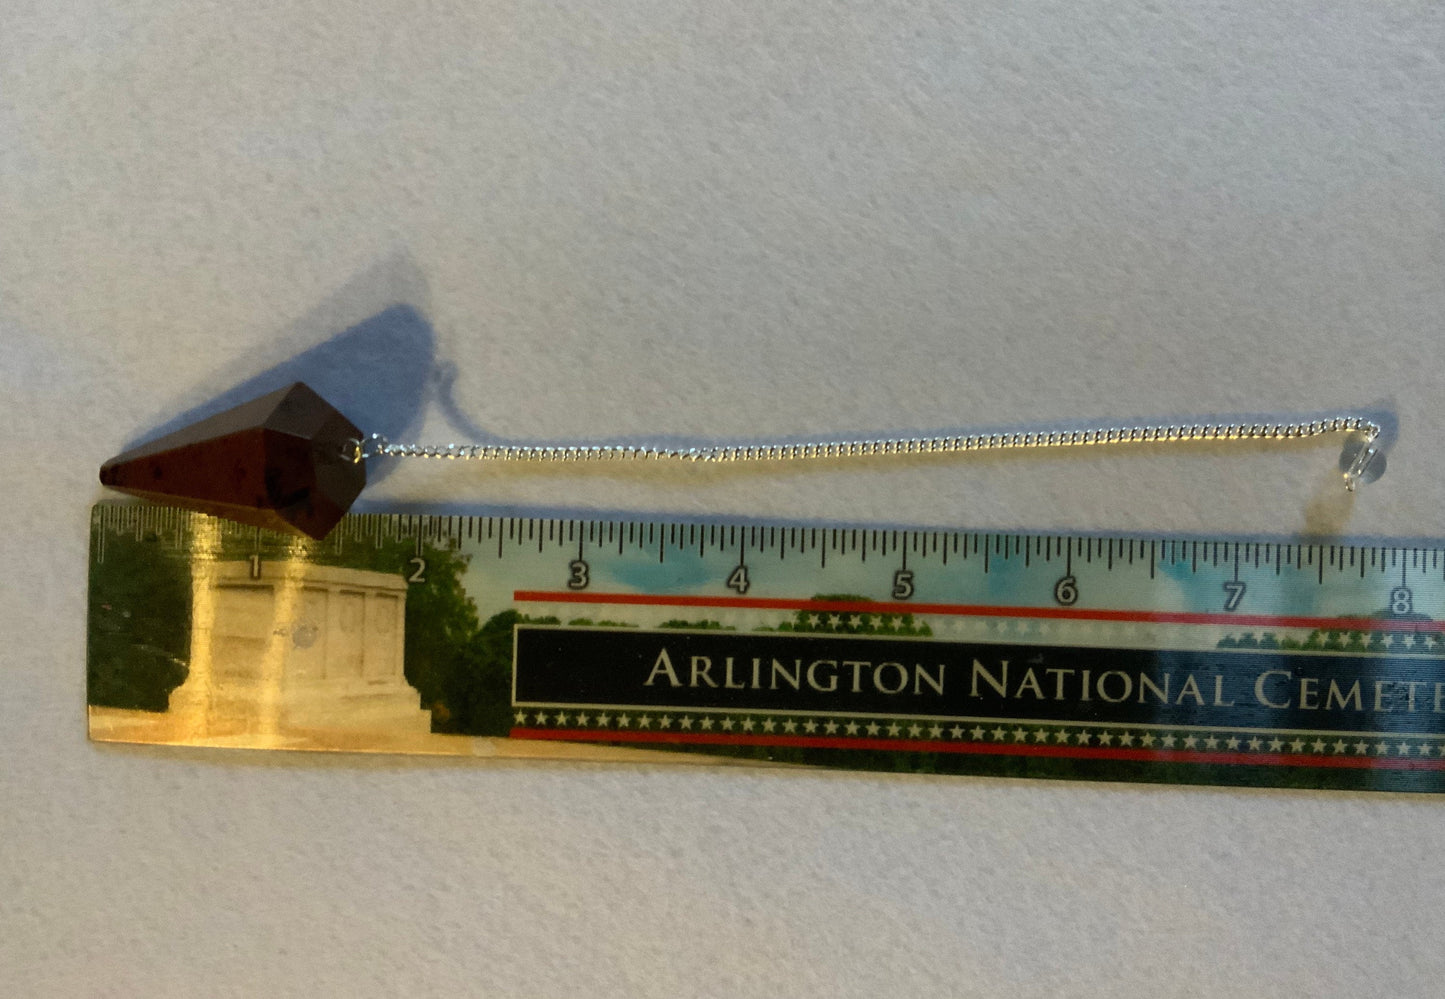 1 2 3 4 5 6 7 8
ARLINGTON NATIONAL CEMETE